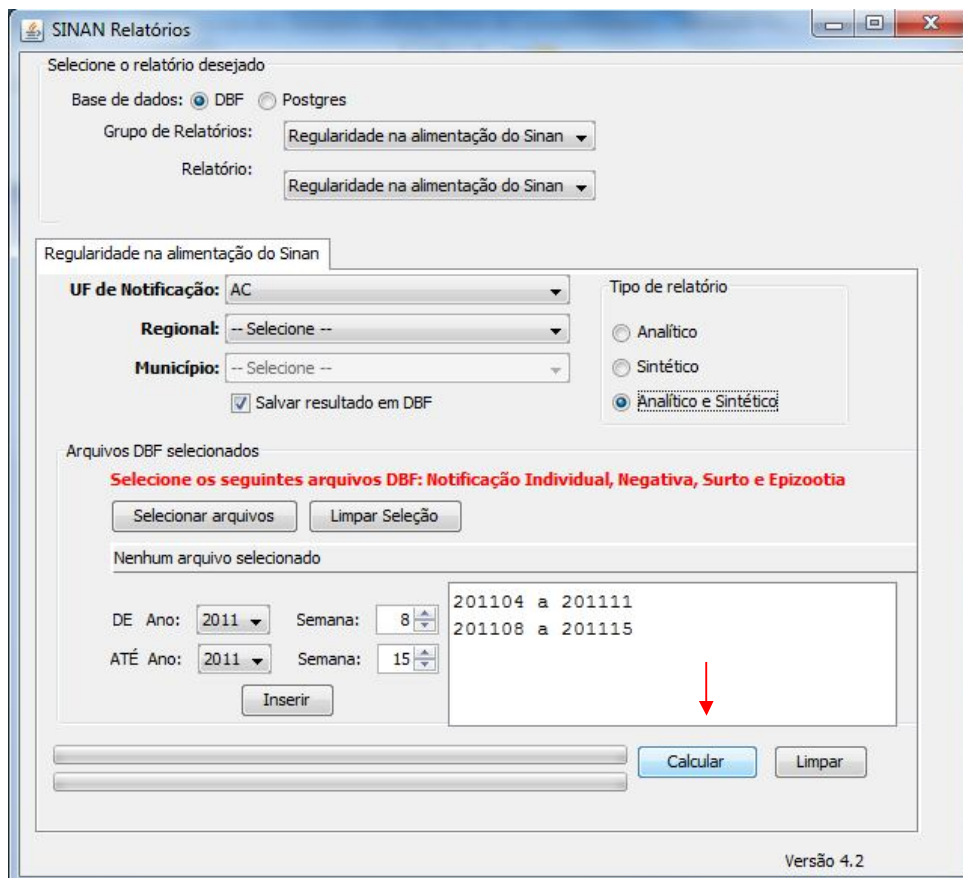 SINAN Relatórios
Selecione o relatório desejado
Base de dados: DBF Postgres
Grupo de Relatórios: Regularidade na alimentação do Sinan
Relatório: Regularidade na alimentação do Sinan
Regularidade na alimentação do Sinan
UF de Notificação: AC
Tipo de relatório
Regional: -- Selecione --
Analítico
Município: -- Selecione --
Sintético
Salvar resultado em DBF
Analítico e Sintético
Arquivos DBF selecionados
Selecione os seguintes arquivos DBF: Notificação Individual, Negativa, Surto e Epizootia
Selecionar arquivos Limpar Seleção
Nenhum arquivo selecionado
DE Ano: 2011 Semana: 8
ATÉ Ano: 2011 Semana: 15
Inserir
201104 a 201111
201108 a 201115
Calcular Limpar
Versão 4.2